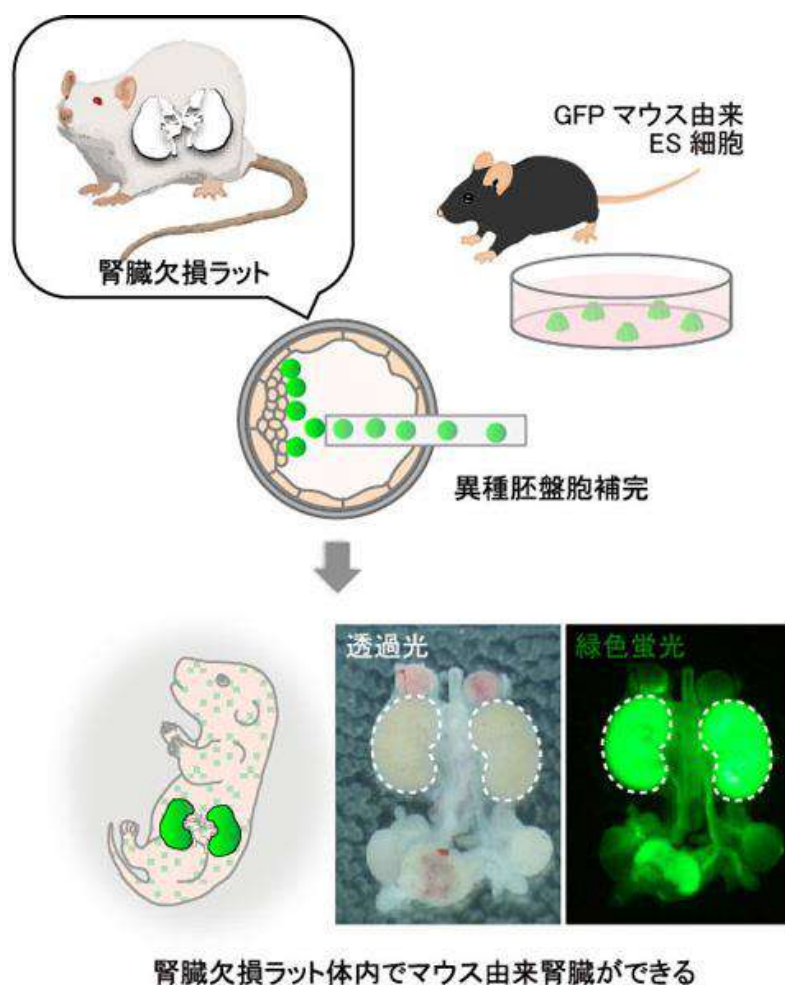 腎臓欠損ラット
GFP マウス由来
ES 細胞
異種胚盤胞補完
透過光
緑色蛍光
腎臓欠損ラット体内でマウス由来腎臓ができる